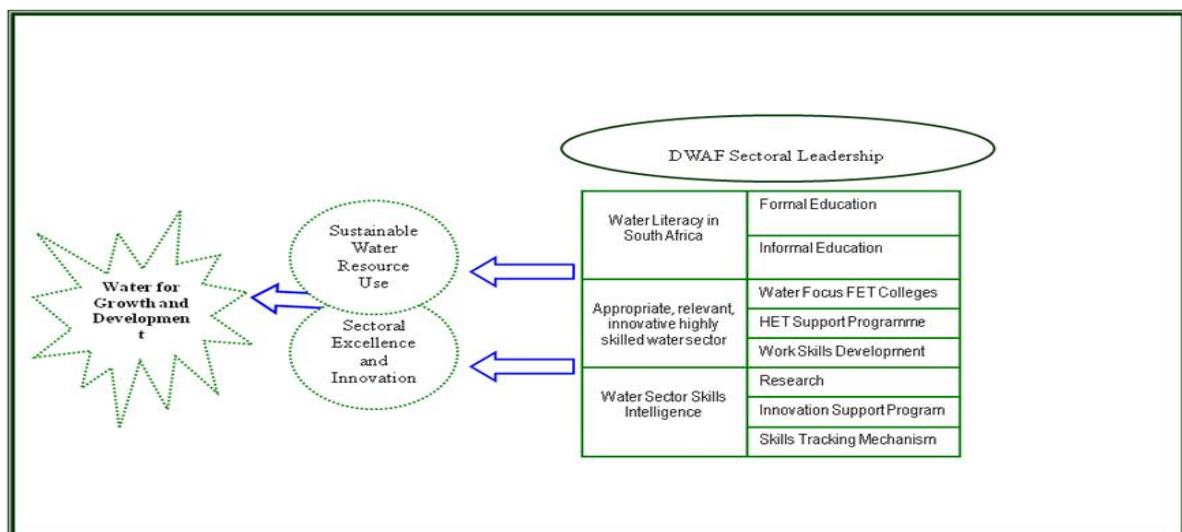 DWAF Sectoral Leadership
Water Literacy in
South Africa
Formal Education
Informal Education
Appropriate, relevant,
innovative highly
skilled water sector
Water Focus FET Colleges
HET Support Programme
Work Skills Development
Water Sector Skills
Intelligence
Research
Innovation Support Program
Skills Tracking Mechanism
Sustainable
Water
Resource
Use
Sectoral
Excellence
and
Innovation
Water for
Growth and
Developmen
t